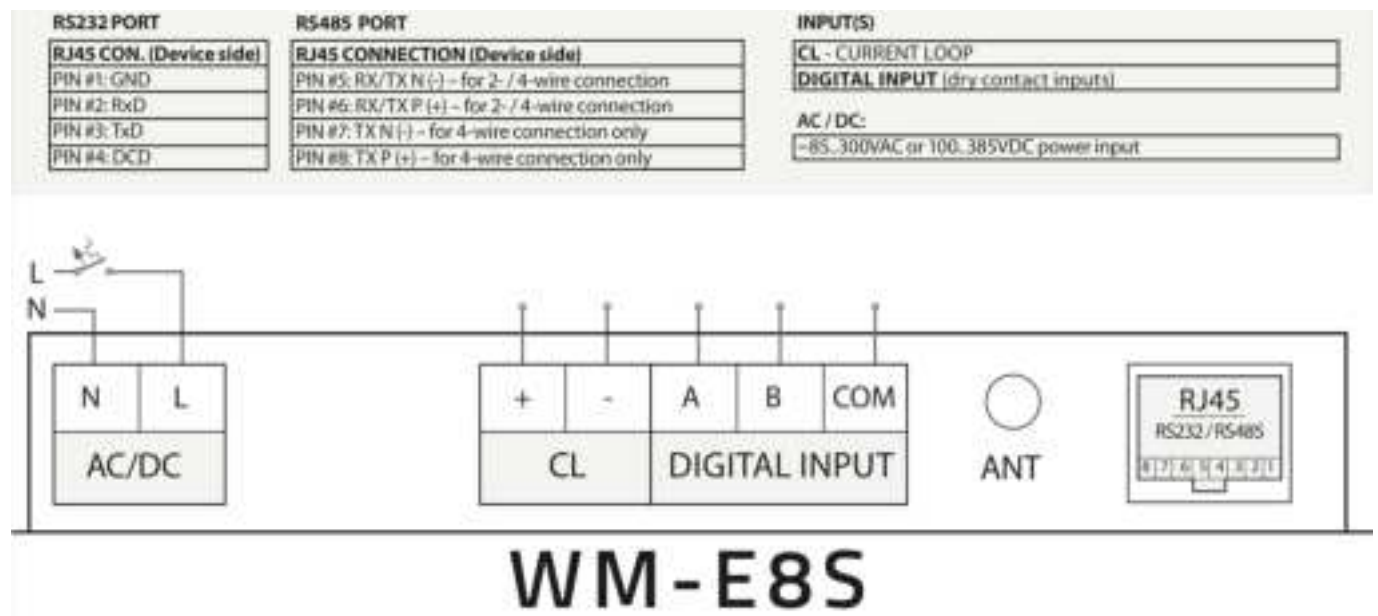 RS232 PORT
RJ45 CON. (Device side)
PIN #1: GND
PIN #2: RxD
PIN #3: TxD
PIN #4: DCD
RS485 PORT
RJ45 CONNECTION (Device side)
PIN #5: RX/TX N (-) – for 2- / 4-wire connection
PIN #6: RX/TX P (+) – for 2- / 4-wire connection
PIN #7: TX N (-) – for 4-wire connection only
PIN #8: TX P (+) – for 4-wire connection only
INPUT(S)
CL - CURRENT LOOP
DIGITAL INPUT (dry contact inputs)
AC / DC:
~85..300VAC or 100..385VDC power input
L
N
N L
AC/DC
+ -
CL
A B COM
DIGITAL INPUT
ANT
RJ45
RS232/RS485
8 7 6 5 4 3 2 1
WM-E8S